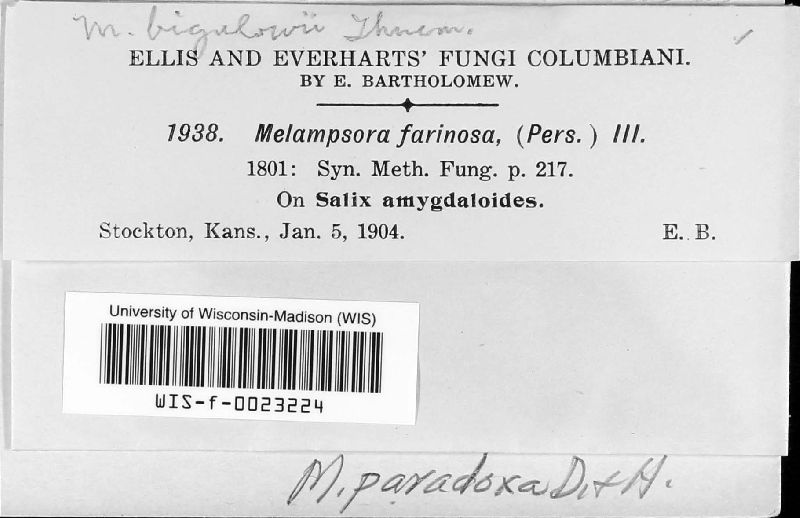 M. bigelowii Thuem.
ELLIS AND EVERHARTS' FUNGI COLUMBIANI.
BY E. BARTHOLOMEW.
1938. Melampsora farinosa, (Pers.) III.
1801: Syn. Meth. Fung. p. 217.
On Salix amygdaloides.
Stockton, Kans., Jan. 5, 1904. E. B.
University of Wisconsin-Madison (WIS)
WIS-f-0023224
M. paradoxa D. + H.